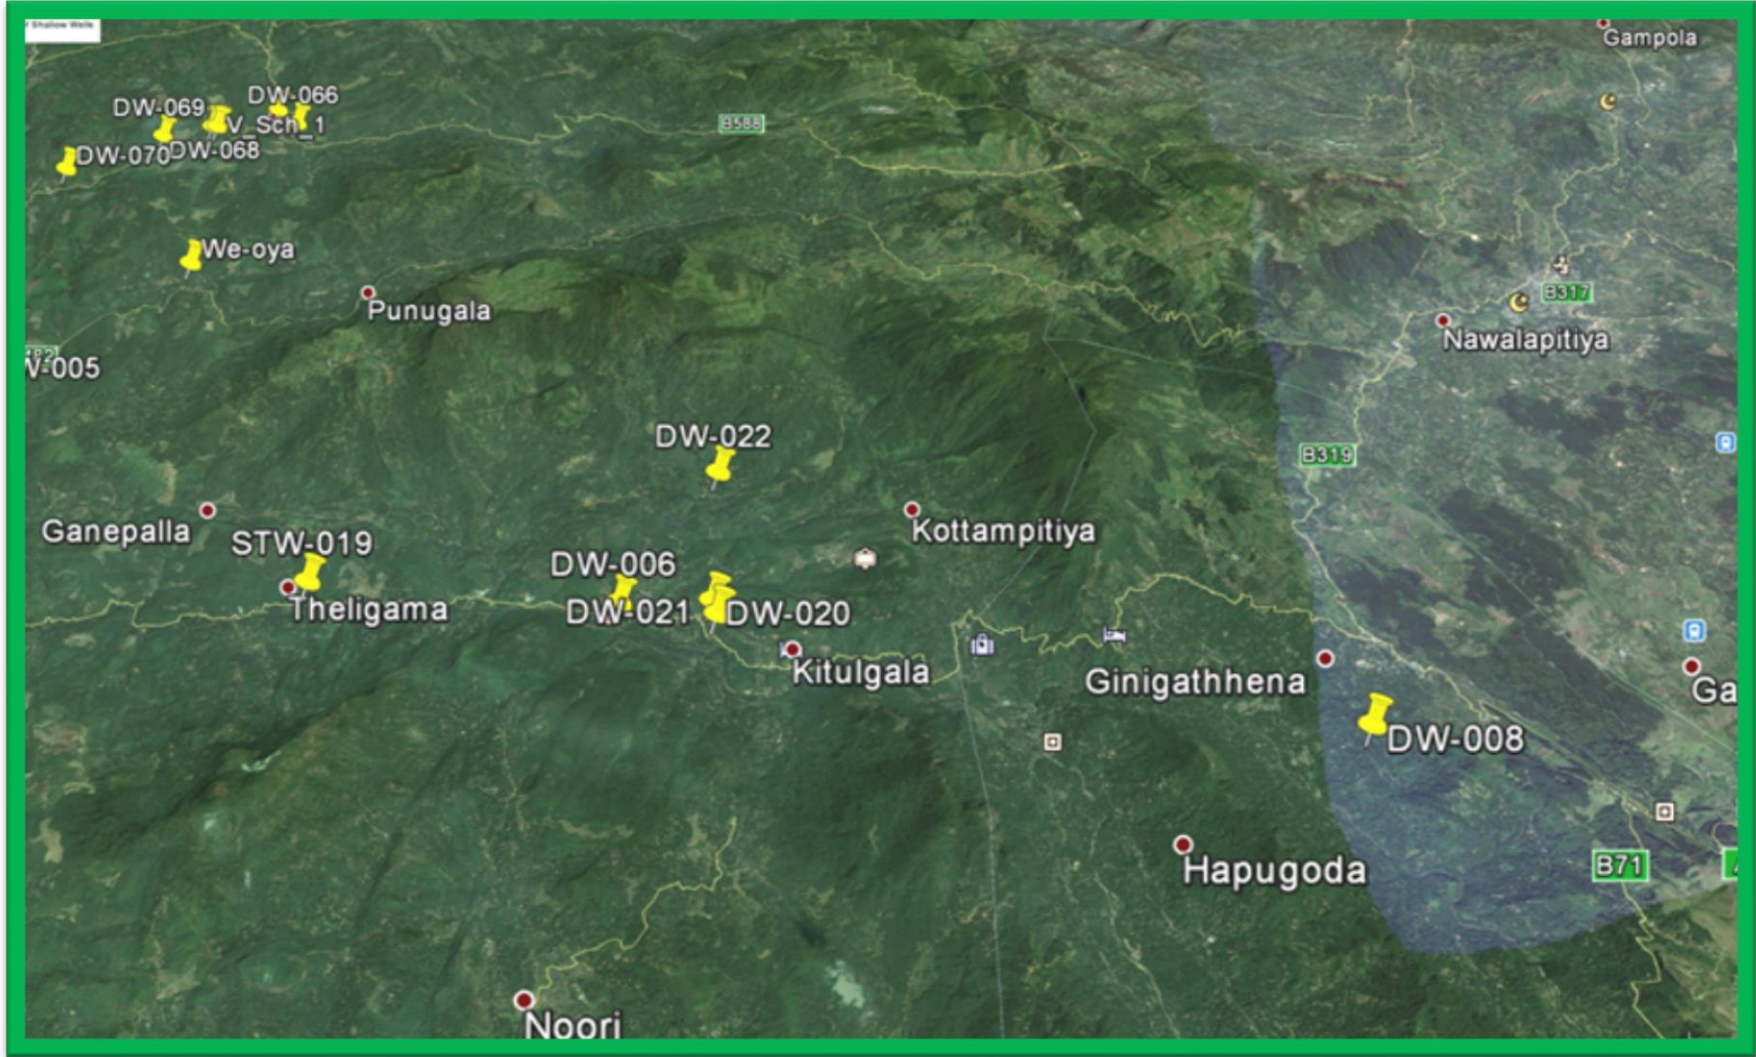 f Shallow Wells
Gampola
DW-066
DW-069
V_Sch_1
B588
DW-068
DW-070
We-oya
B317
Punugala
Nawalapitiya
W-005
DW-022
B319
Kottampitiya
Ganepalla
STW-019
DW-006
Theligama
DW-021
DW-020
Kitulgala
Ginigathhena
Ga
DW-008
B71
Hapugoda
Noori